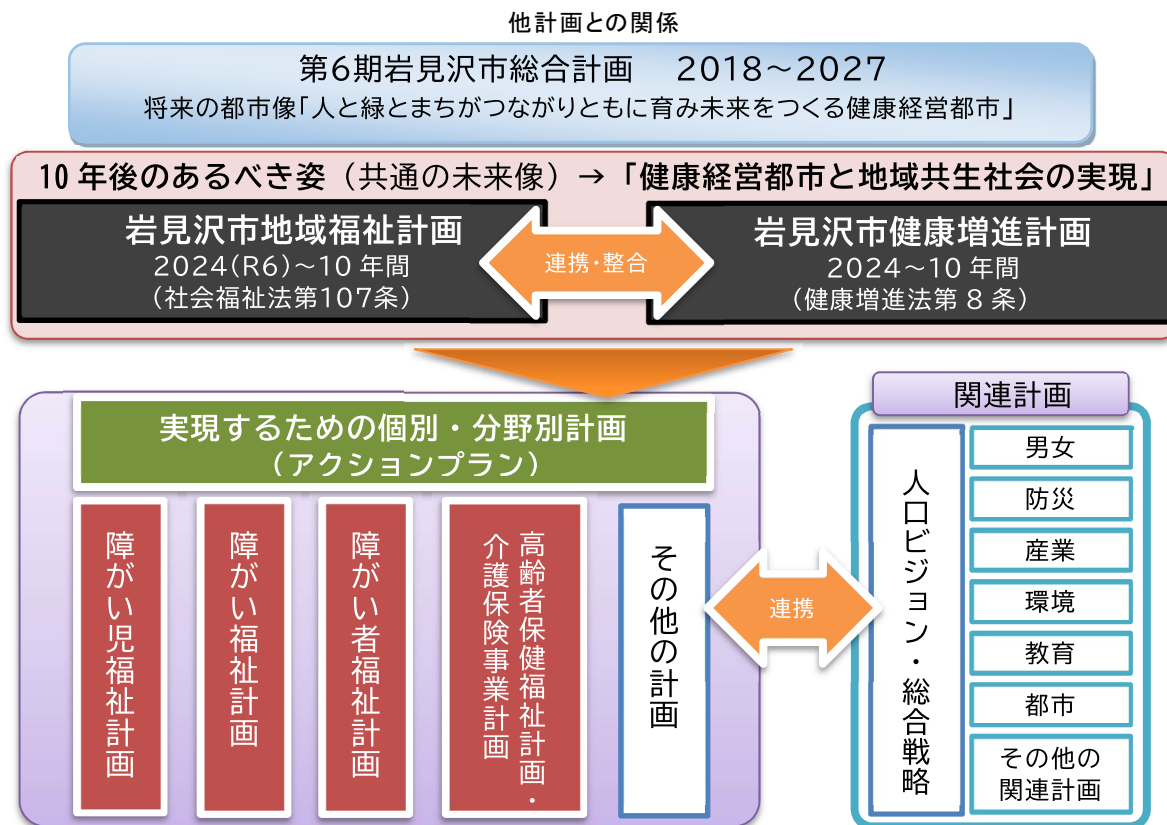 他計画との関係
第6期岩見沢市総合計画　2018～2027
将来の都市像「人と緑とまちがつながりともに育み未来をつくる健康経営都市」
10年後のあるべき姿（共通の未来像）→「健康経営都市と地域共生社会の実現」
岩見沢市地域福祉計画
2024(R6)～10年間
（社会福祉法第107条）
連携・整合
岩見沢市健康増進計画
2024～10年間
（健康増進法第8条）
実現するための個別・分野別計画
（アクションプラン）
障がい児福祉計画
障がい福祉計画
障がい者福祉計画
高齢者保健福祉計画・
介護保険事業計画
その他の計画
連携
関連計画
人口ビジョン・総合戦略
男女
防災
産業
環境
教育
都市
その他の
関連計画